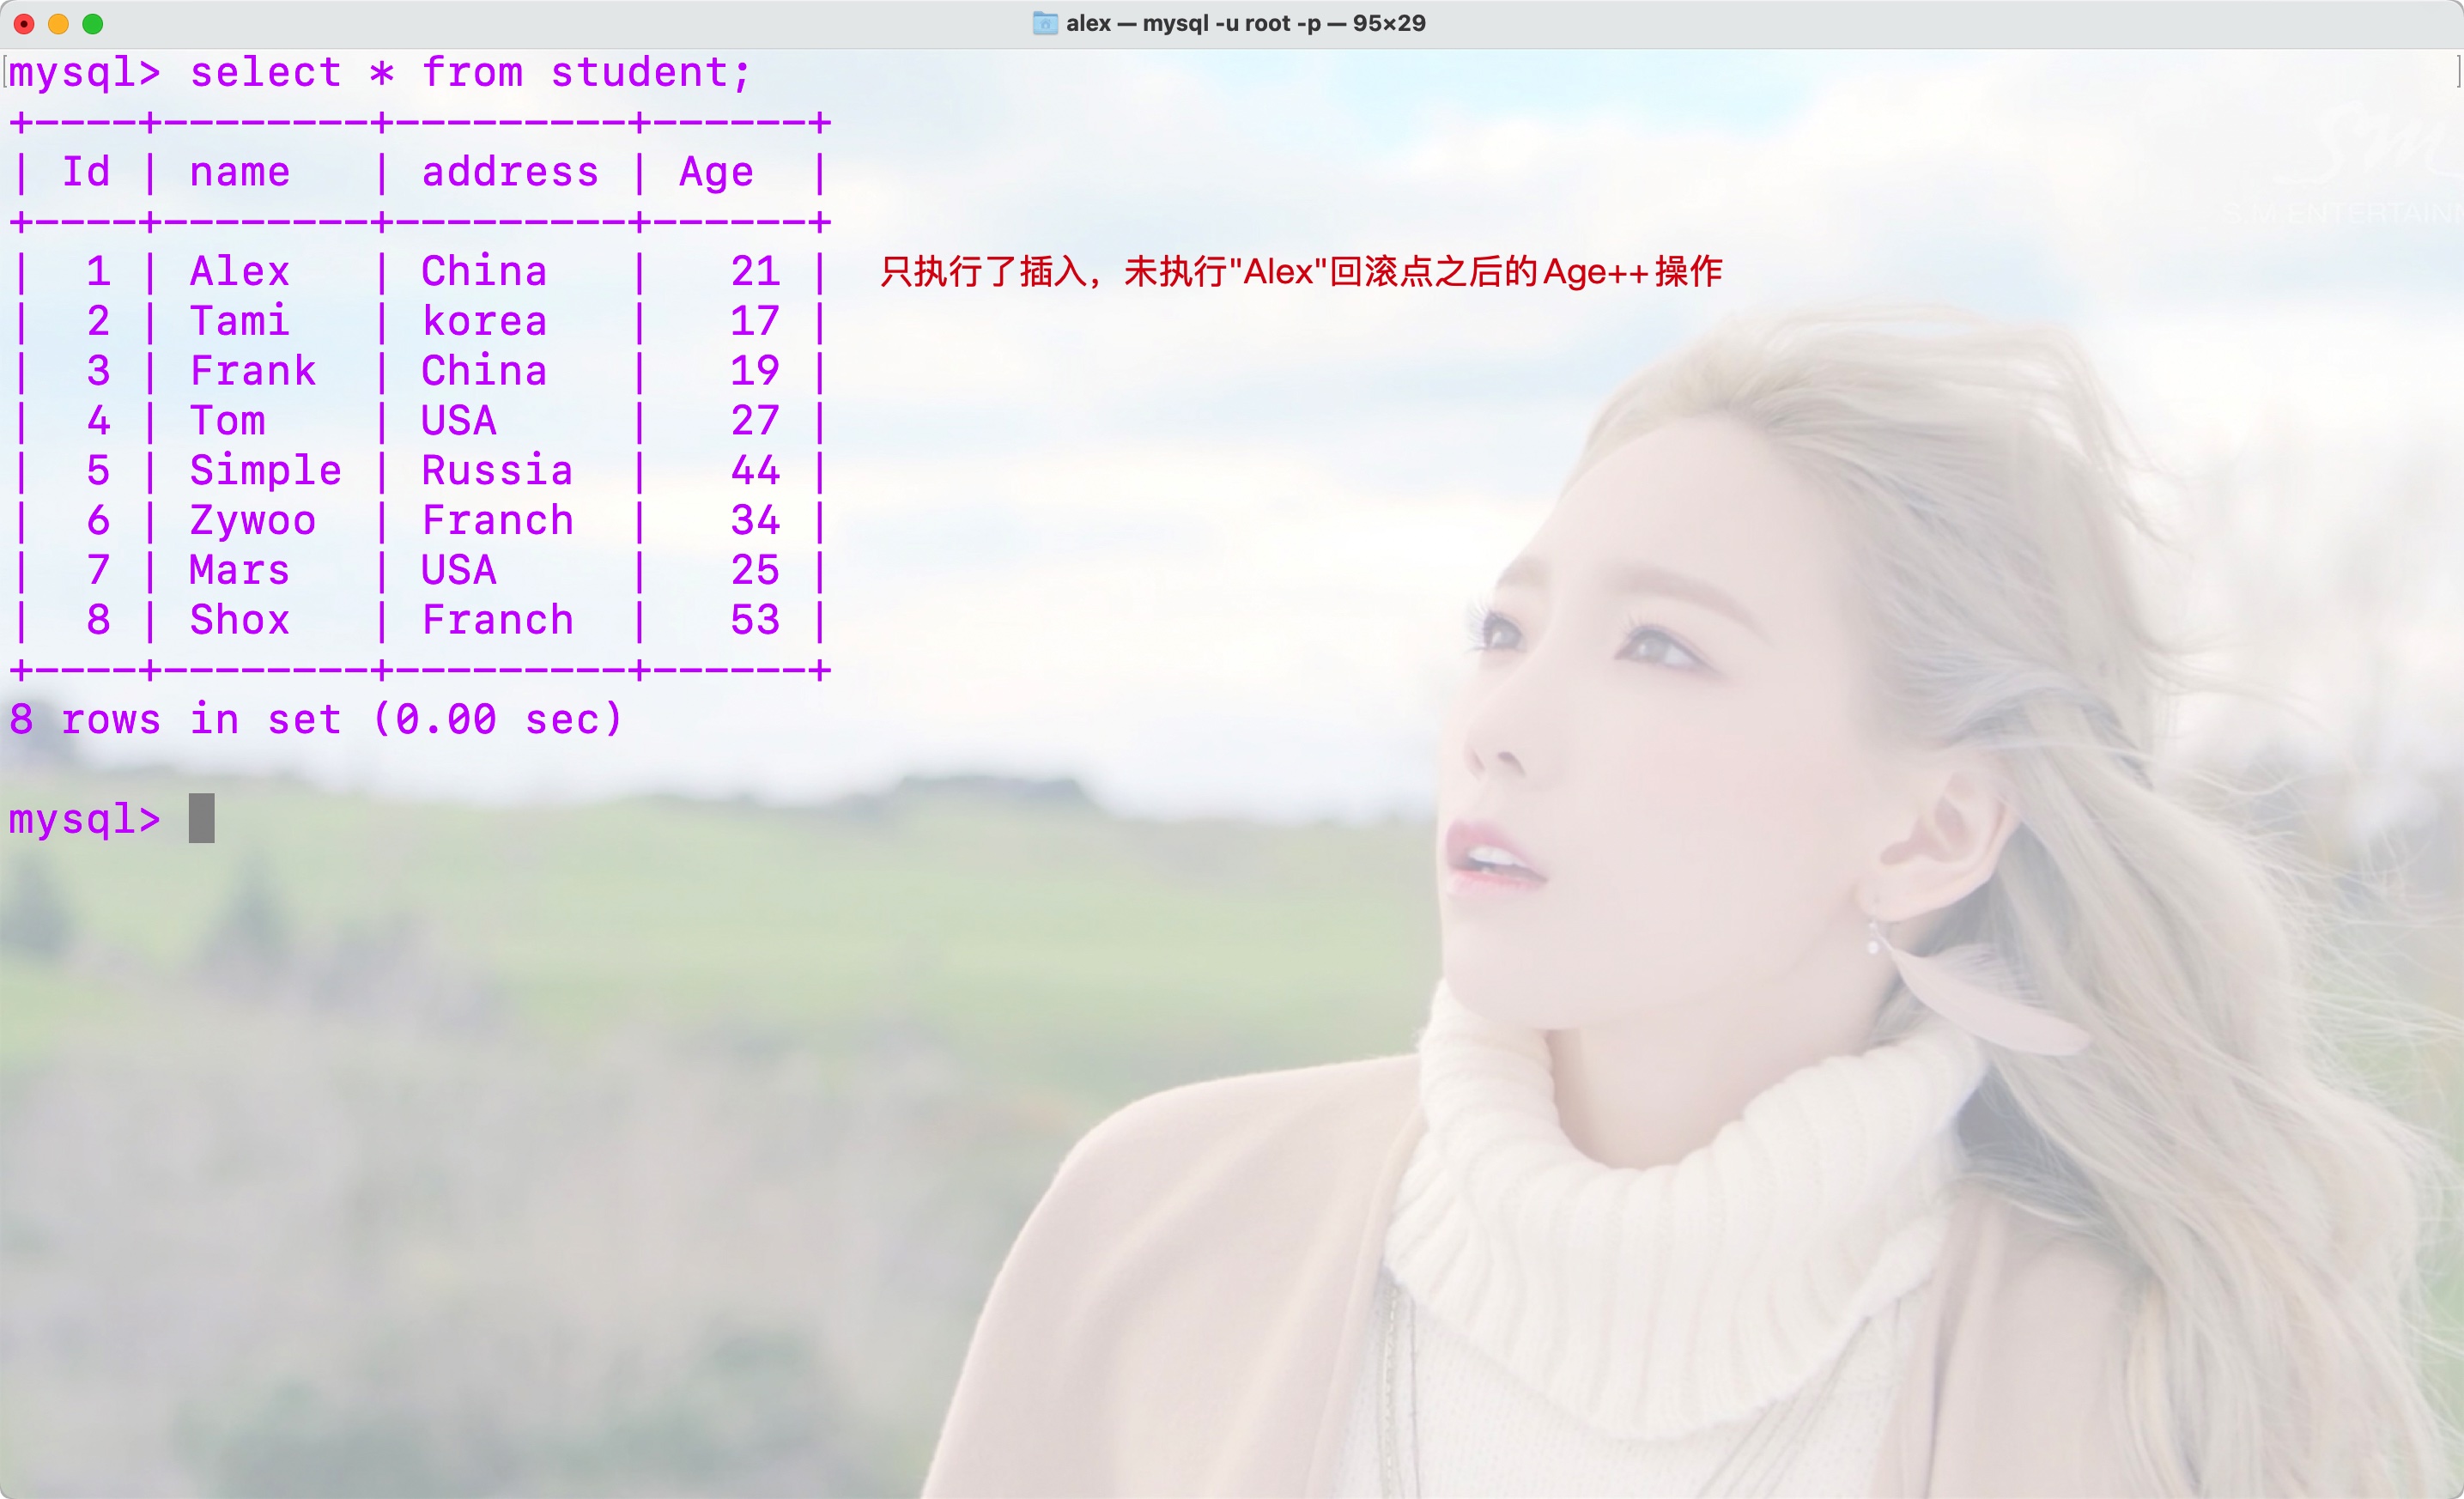 alex — mysql -u root -p — 95×29
mysql> select * from student;
+----+--------+---------+------+
| Id | name   | address | Age  |
+----+--------+---------+------+
|  1 | Alex   | China   |   21 | 只执行了插入，未执行"Alex"回滚点之后的Age++操作
|  2 | Tami   | korea   |   17 |
|  3 | Frank  | China   |   19 |
|  4 | Tom    | USA     |   27 |
|  5 | Simple | Russia  |   44 |
|  6 | Zywoo  | Franch  |   34 |
|  7 | Mars   | USA     |   25 |
|  8 | Shox   | Franch  |   53 |
+----+--------+---------+------+
8 rows in set (0.00 sec)
mysql>